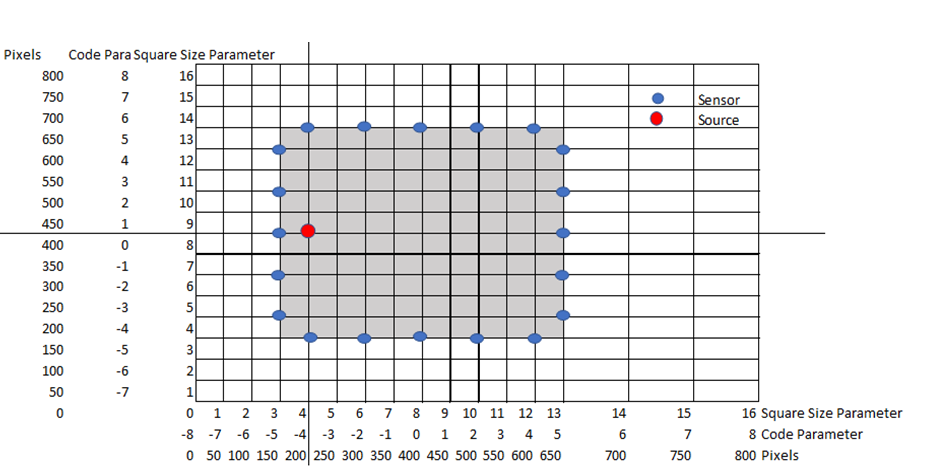 Pixels Code Para Square Size Parameter
800 8 16
750 7 15
700 6 14
650 5 13
600 4 12
550 3 11
500 2 10
450 1 9
400 0 8
350 -1 7
300 -2 6
250 -3 5
200 -4 4
150 -5 3
100 -6 2
50 -7 1
Sensor
Source
0 0 1 2 3 4 5 6 7 8 9 10 11 12 13 14 15 16 Square Size Parameter
-8 -7 -6 -5 -4 -3 -2 -1 0 1 2 3 4 5 6 7 8 Code Parameter
0 50 100 150 200 250 300 350 400 450 500 550 600 650 700 750 800 Pixels